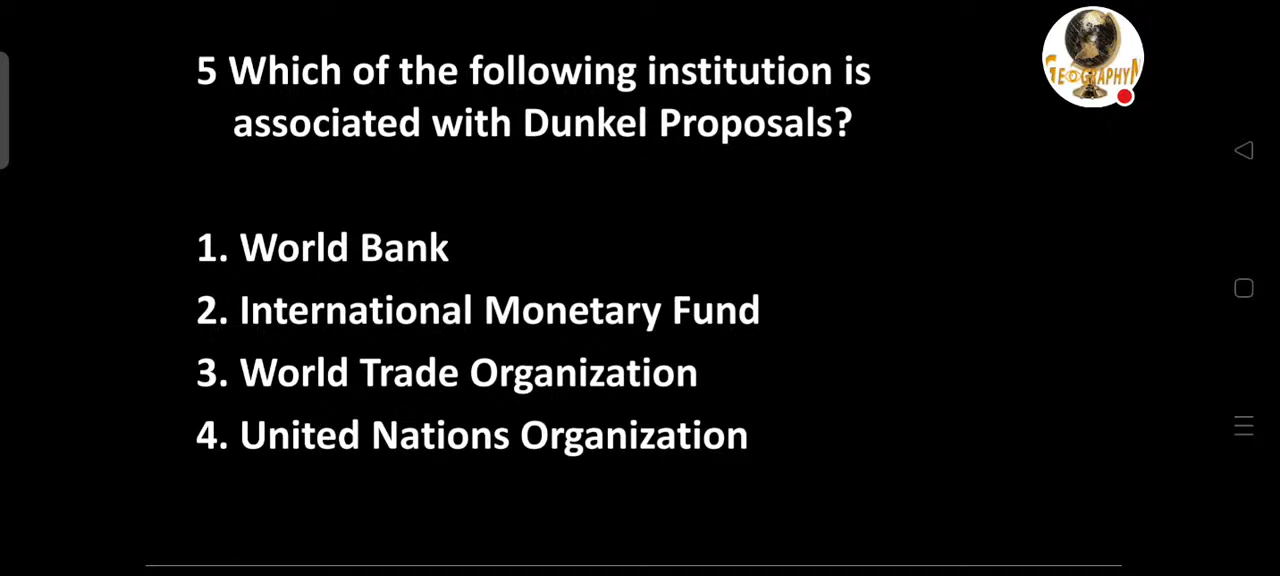 5 Which of the following institution is
associated with Dunkel Proposals?
1. World Bank
2. International Monetary Fund
3. World Trade Organization
4. United Nations Organization